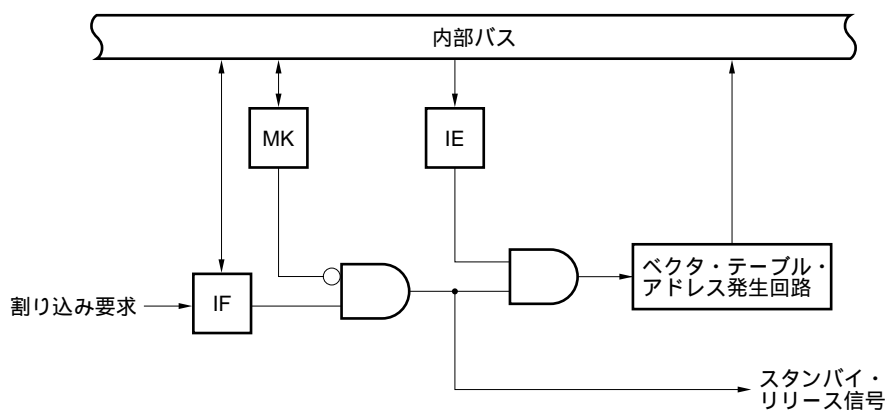 内部バス
MK
IE
割り込み要求
IF
ベクタ・テーブル・
アドレス発生回路
スタンバイ・
リリース信号